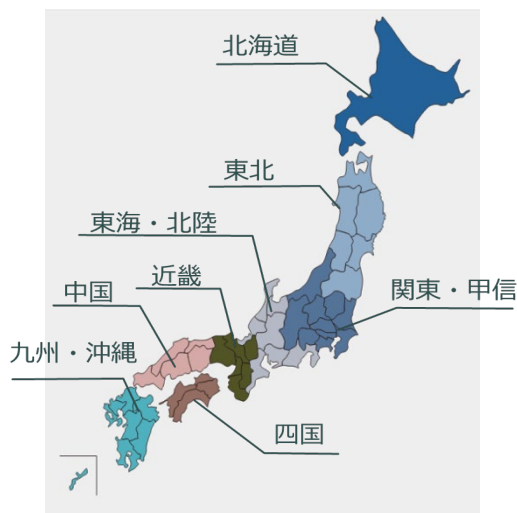 北海道
東北
東海・北陸
近畿
中国
関東・甲信
九州・沖縄
四国